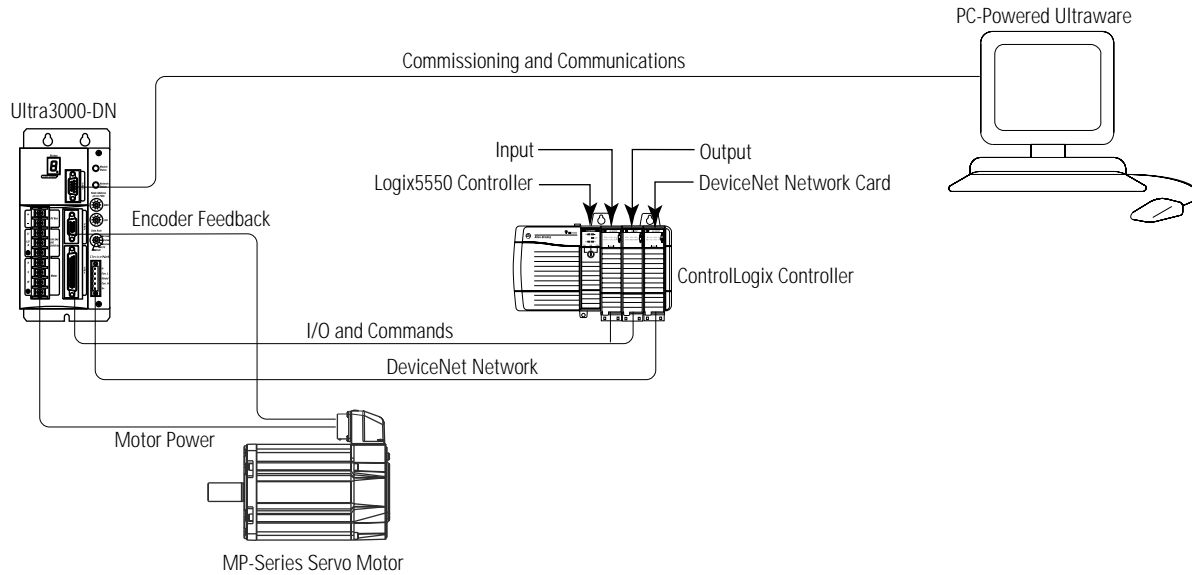 PC-Powered Ultraware
Commissioning and Communications
Ultra3000-DN
Input
Output
Logix5550 Controller
DeviceNet Network Card
Encoder Feedback
ControlLogix Controller
I/O and Commands
DeviceNet Network
Motor Power
MP-Series Servo Motor